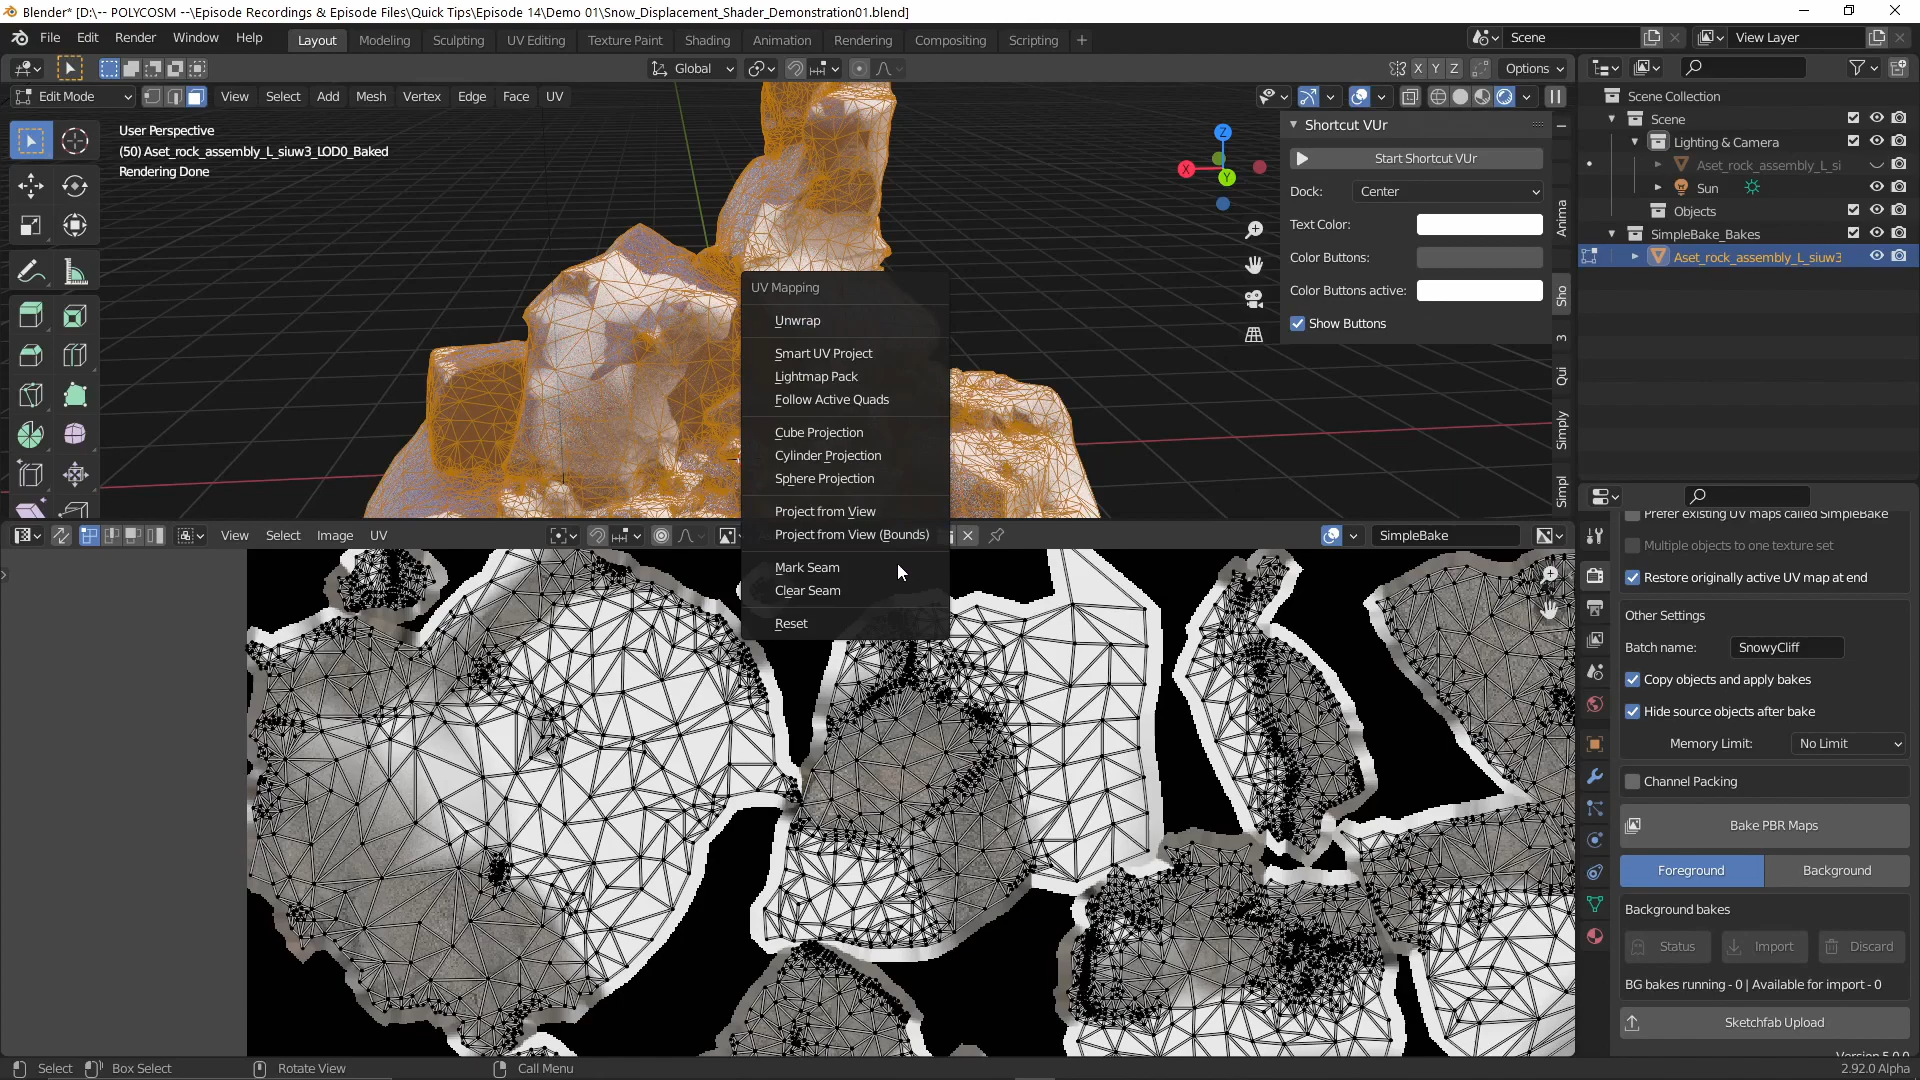 Blender* [D:\-- POLYCOSM --\Episode Recordings & Episode Files\Quick Tips\Episode 14\Demo 01\Snow_Displacement_Shader_Demonstration01.blend]
File Edit Render Window Help
Layout Modeling Sculpting UV Editing Texture Paint Shading Animation Rendering Compositing Scripting +
Scene
View Layer
Global
X Y Z
Options
Edit Mode
View Select Add Mesh Vertex Edge Face UV
User Perspective
(50) Aset_rock_assembly_L_siuw3_LOD0_Baked
Rendering Done
Z
X
Y
Shortcut VUr
Start Shortcut VUr
Dock: Center
Text Color:
Color Buttons:
Color Buttons active:
Show Buttons
Anima
Sho
3
Qui
Simply
Simpl
Scene Collection
Scene
Lighting & Camera
Aset_rock_assembly_L_si
Sun
Objects
SimpleBake_Bakes
Aset_rock_assembly_L_siuw3
UV Mapping
Unwrap
Smart UV Project
Lightmap Pack
Follow Active Quads
Cube Projection
Cylinder Projection
Sphere Projection
Project from View
Project from View (Bounds)
Mark Seam
Clear Seam
Reset
View Select Image UV
SimpleBake
Prefer existing UV maps called SimpleBake
Multiple objects to one texture set
Restore originally active UV map at end
Other Settings
Batch name: SnowyCliff
Copy objects and apply bakes
Hide source objects after bake
Memory Limit: No Limit
Channel Packing
Bake PBR Maps
Foreground Background
Background bakes
Status Import Discard
BG bakes running - 0 | Available for import - 0
Sketchfab Upload
Select Box Select Rotate View Call Menu
2.92.0 Alpha